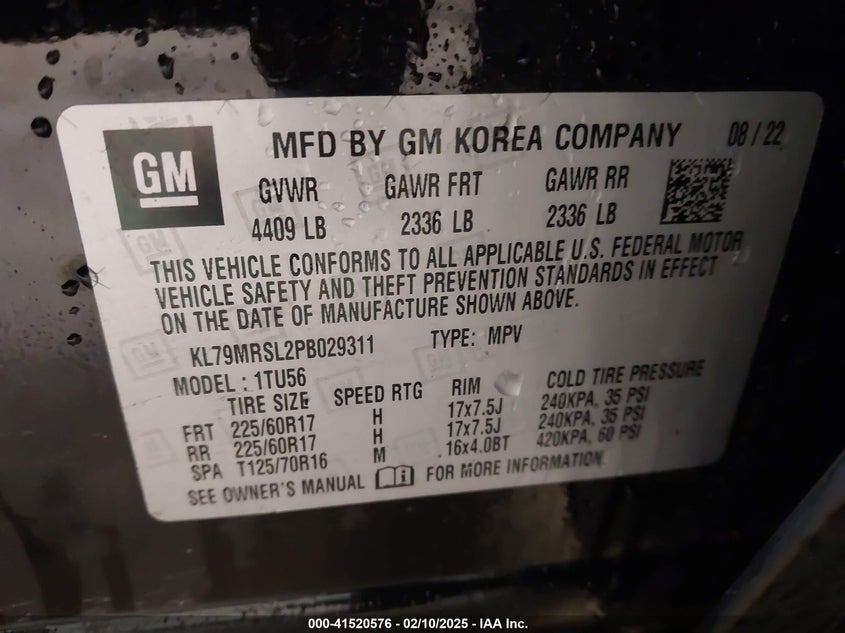 GM
MFD BY GM KOREA COMPANY 08 / 22
GVWR GAWR FRT GAWR RR
4409 LB 2336 LB 2336 LB
THIS VEHICLE CONFORMS TO ALL APPLICABLE U.S. FEDERAL MOTOR
VEHICLE SAFETY AND THEFT PREVENTION STANDARDS IN EFFECT
ON THE DATE OF MANUFACTURE SHOWN ABOVE.
KL79MRSL2PB029311 TYPE: MPV
MODEL : 1TU56
TIRE SIZE SPEED RTG RIM COLD TIRE PRESSURE
FRT 225/60R17 H 17x7.5J 240KPA, 35 PSI
RR 225/60R17 H 17x7.5J 240KPA, 35 PSI
SPA T125/70R16 M 16x4.0BT 420KPA, 60 PSI
SEE OWNER'S MANUAL FOR MORE INFORMATION.
000-41520576 - 02/10/2025 - IAA Inc.